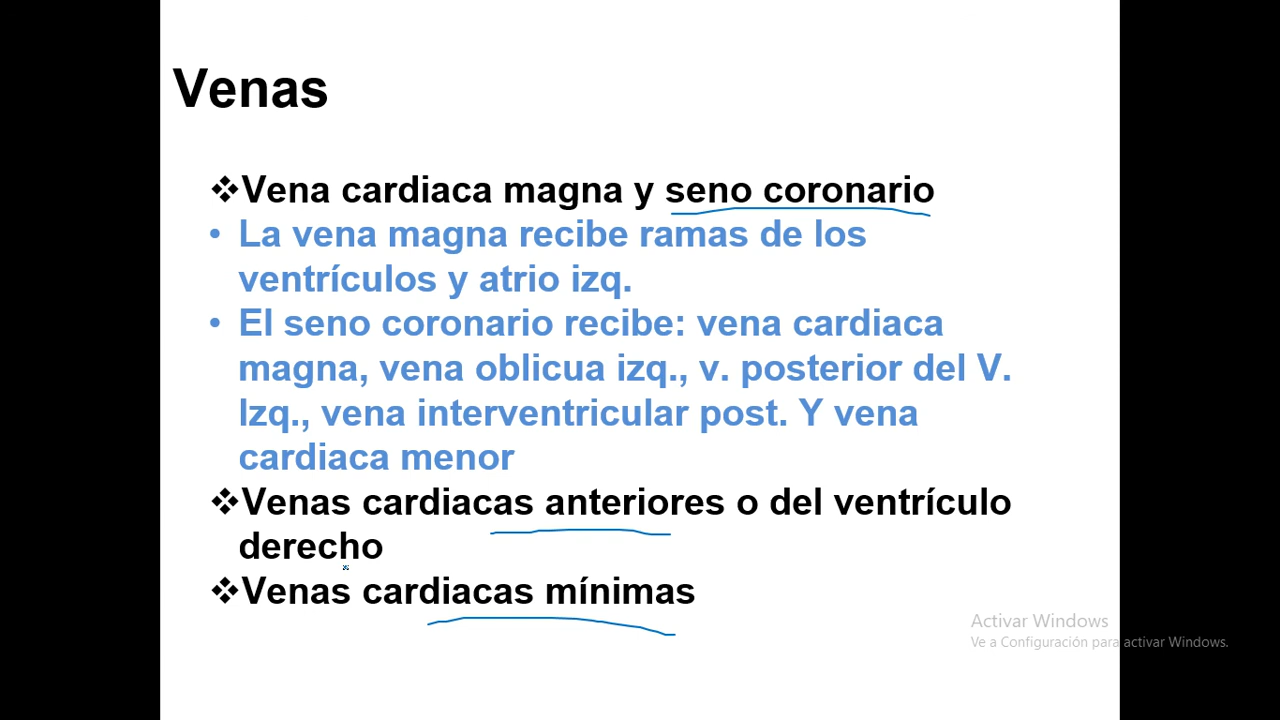 Venas
❖Vena cardiaca magna y seno coronario
• La vena magna recibe ramas de los
ventrículos y atrio izq.
• El seno coronario recibe: vena cardiaca
magna, vena oblicua izq., v. posterior del V.
Izq., vena interventricular post. Y vena
cardiaca menor
❖Venas cardiacas anteriores o del ventrículo
derecho
❖Venas cardiacas mínimas
Activar Windows
Ve a Configuración para activar Windows.